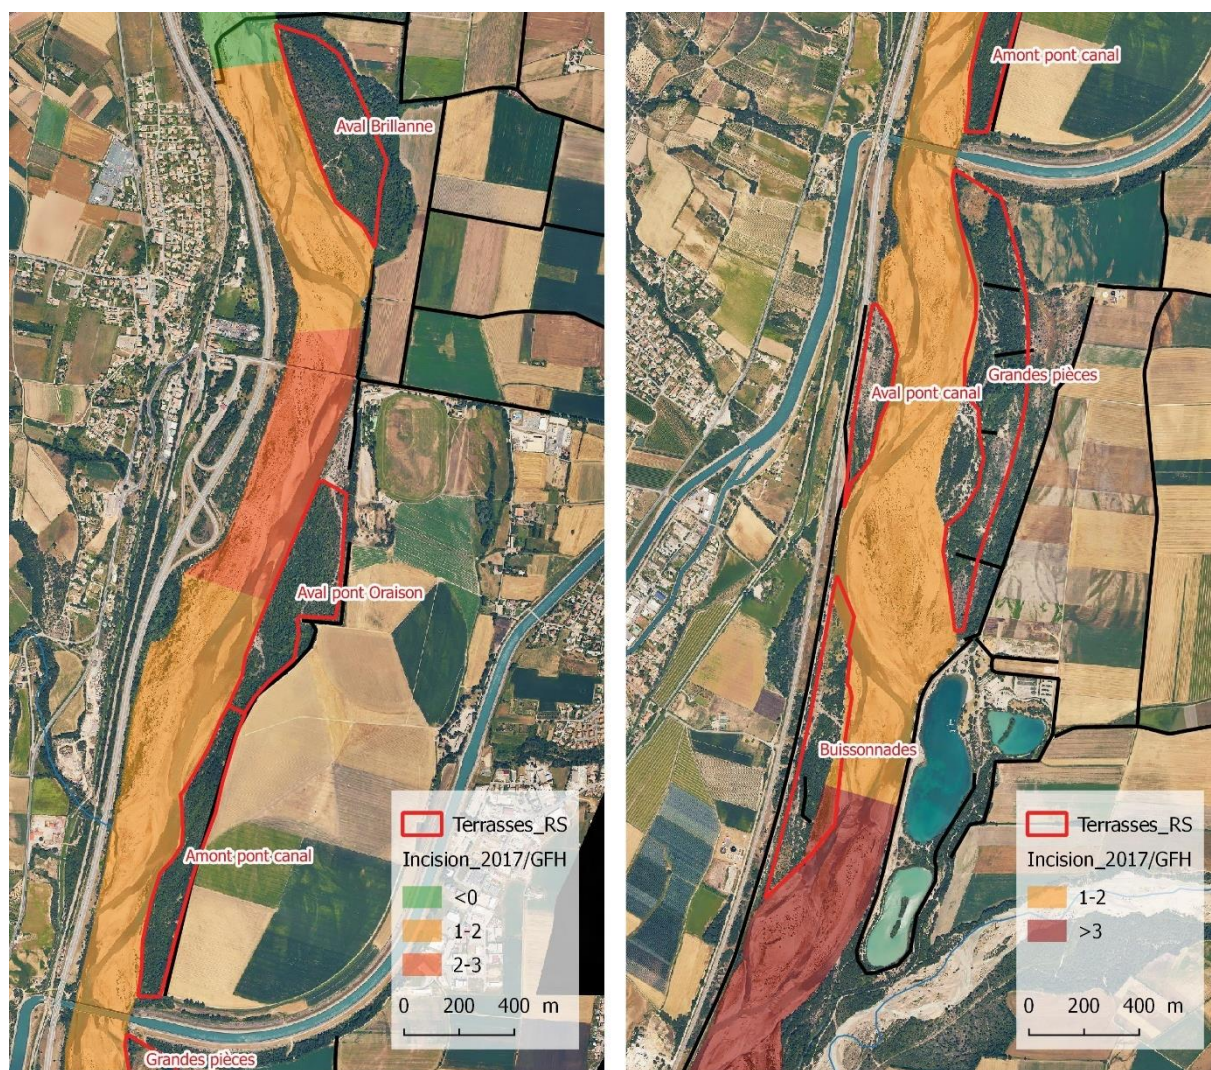 Aval Brillanne
Aval pont Oraison
Amont pont canal
Grandes pièces
Terrasses_RS
Incision_2017/GFH
<0
1-2
2-3
0 200 400 m
Amont pont canal
Grandes pièces
Aval pont canal
Buissonnades
Terrasses_RS
Incision_2017/GFH
1-2
>3
0 200 400 m